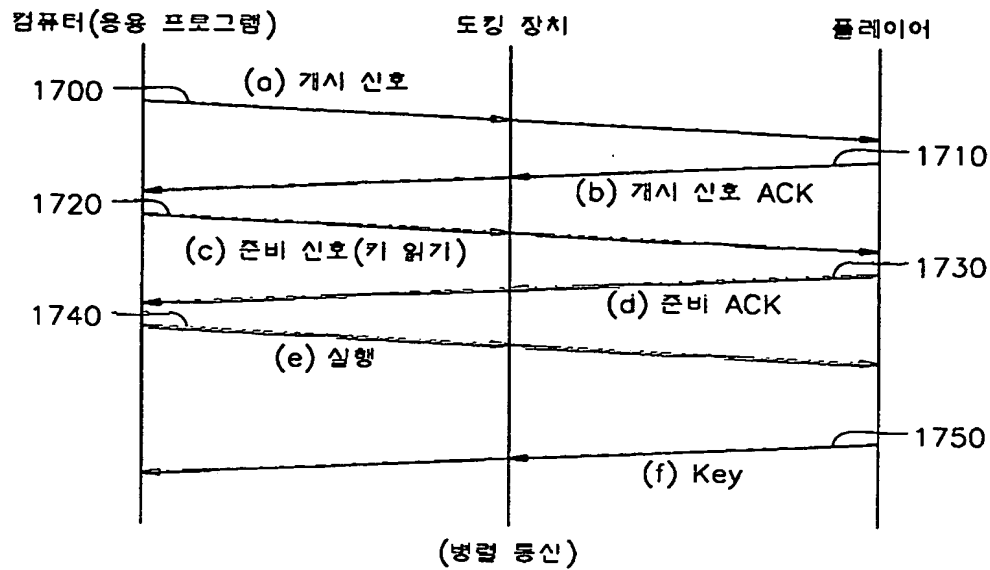 컴퓨터(응용 프로그램)
도킹 장치
플레이어
(a) 개시 신호
1700
1710
(b) 개시 신호 ACK
1720
(c) 준비 신호(키 읽기)
1730
(d) 준비 ACK
1740
(e) 실행
1750
(f) Key
(병렬 통신)